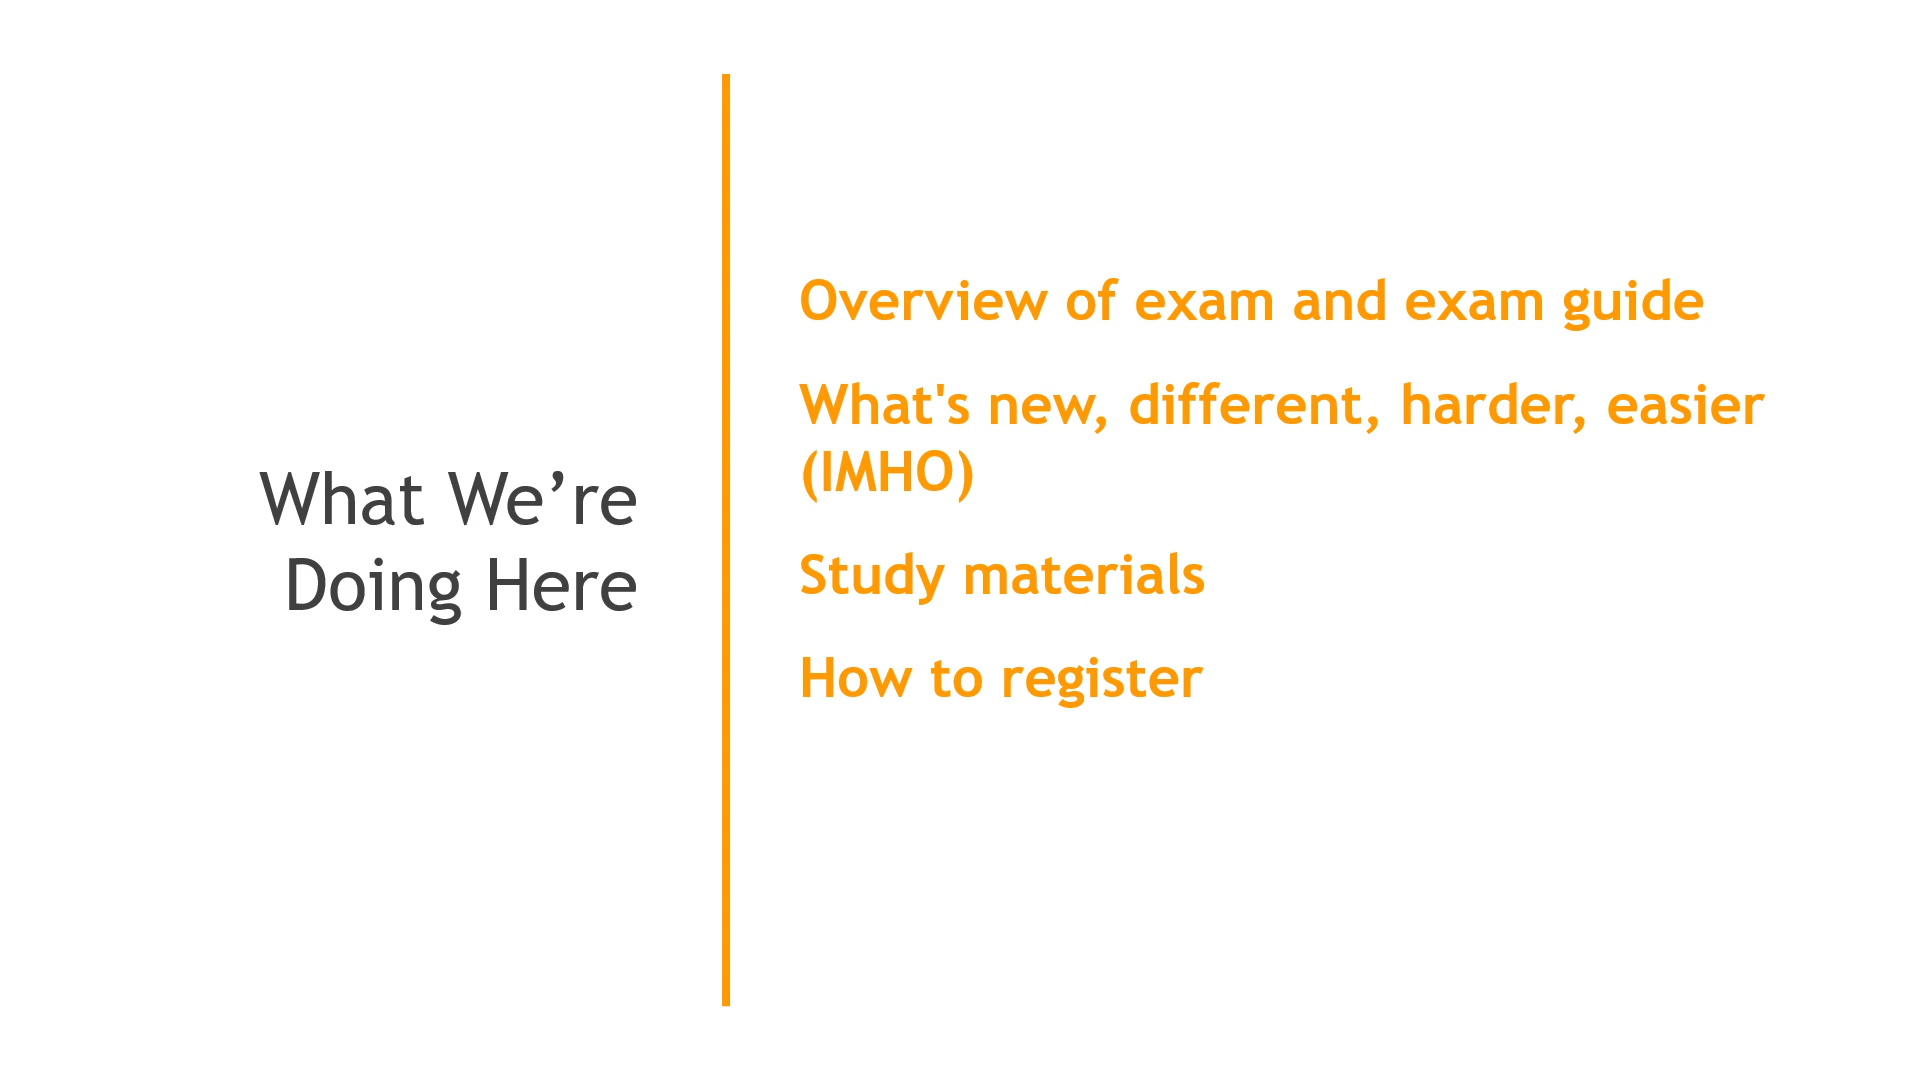 What We’re
Doing Here
Overview of exam and exam guide
What's new, different, harder, easier
(IMHO)
Study materials
How to register